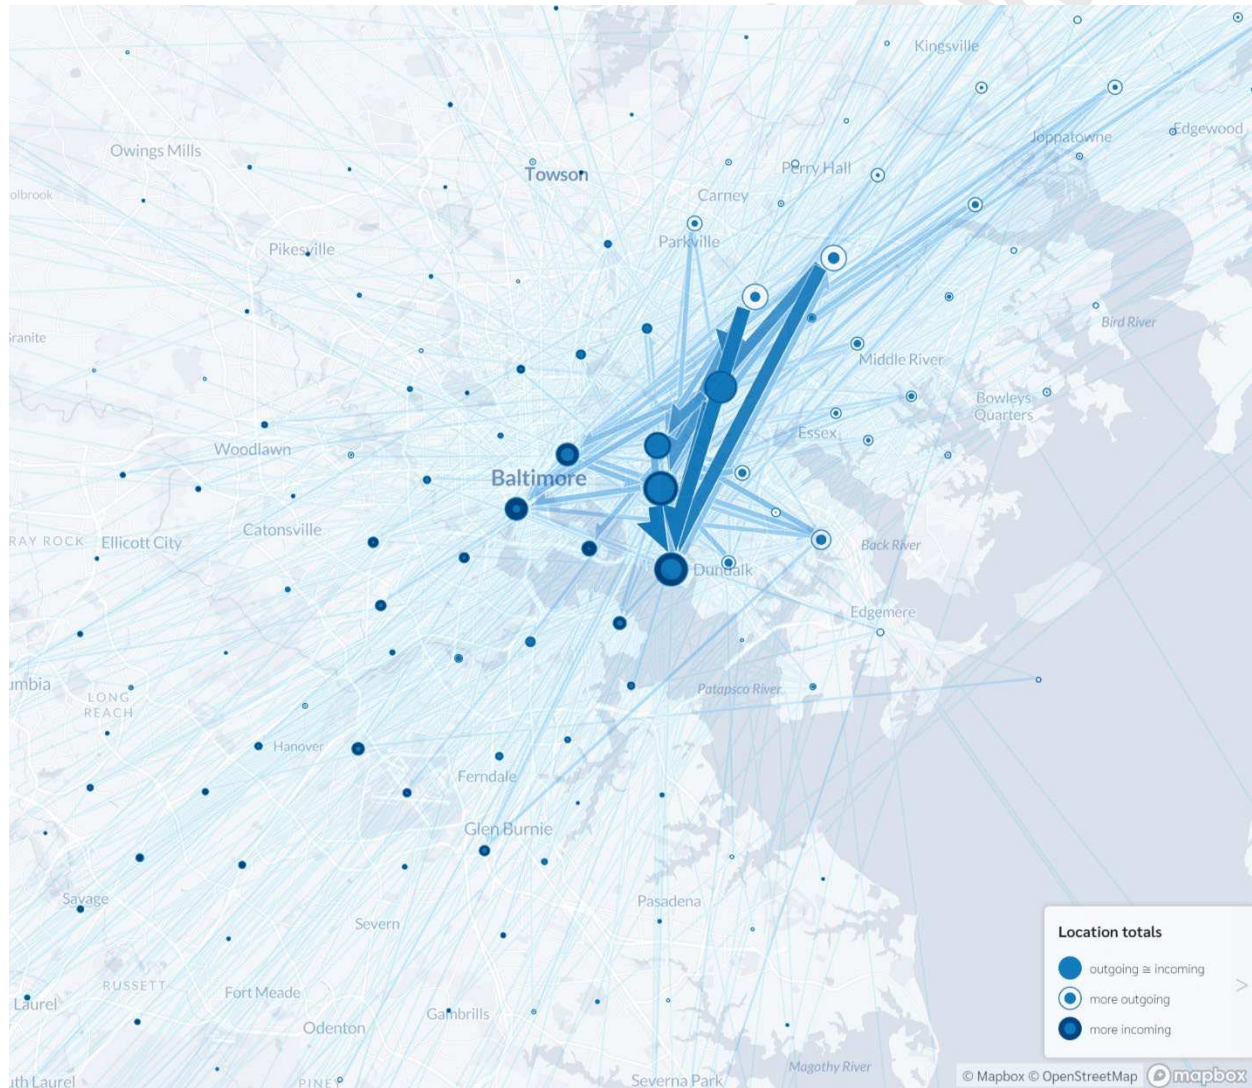 Kingsville
Owings Mills
Joppatowne
Edgewood
Towson
Perry Hall
olbrook
Carney
Pikesville
Parkville
Bird River
Granite
Middle River
Bowleys
Quarters
Essex
Woodlawn
Baltimore
Catonsville
RAY ROCK
Ellicott City
Back River
Dundalk
Edgemere
umbia
LONG
REACH
Patapsco River
Hanover
Ferndale
Glen Burnie
Savage
Pasadena
Severn
Location totals
outgoing ≅ incoming
more outgoing
more incoming
>
RUSSETT
Fort Meade
Laurel
Odenton
Gambrills
Magothy River
uth Laurel
PINEY
Severna Park
© Mapbox © OpenStreetMap
mapbox